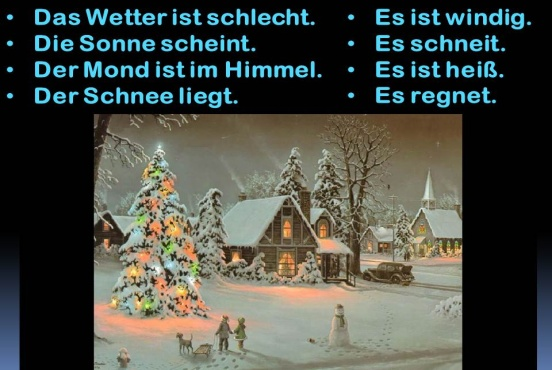 • Das Wetter ist schlecht.
• Die Sonne scheint.
• Der Mond ist im Himmel.
• Der Schnee liegt.
• Es ist windig.
• Es schneit.
• Es ist heiß.
• Es regnet.